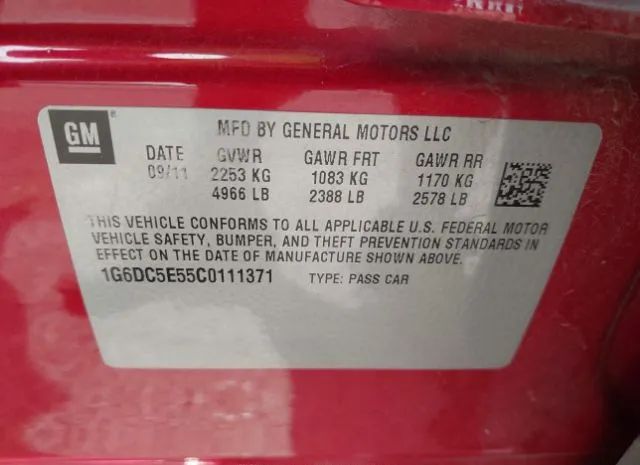 GM
MFD BY GENERAL MOTORS LLC
DATE GVWR GAWR FRT GAWR RR
09/11 2253 KG 1083 KG 1170 KG
4966 LB 2388 LB 2578 LB
THIS VEHICLE CONFORMS TO ALL APPLICABLE U.S. FEDERAL MOTOR
VEHICLE SAFETY, BUMPER, AND THEFT PREVENTION STANDARDS IN
EFFECT ON THE DATE OF MANUFACTURE SHOWN ABOVE.
1G6DC5E55C0111371 TYPE: PASS CAR